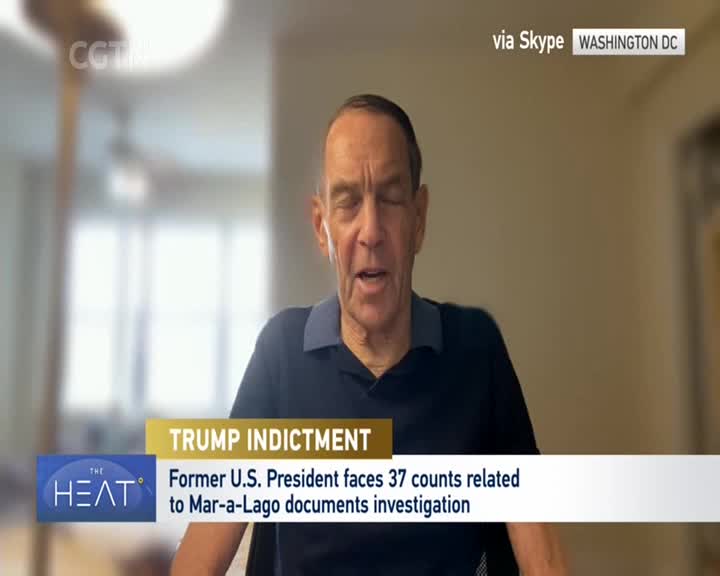 CGTN
via Skype WASHINGTON DC
TRUMP INDICTMENT
THE
HEAT
Former U.S. President faces 37 counts related
to Mar-a-Lago documents investigation